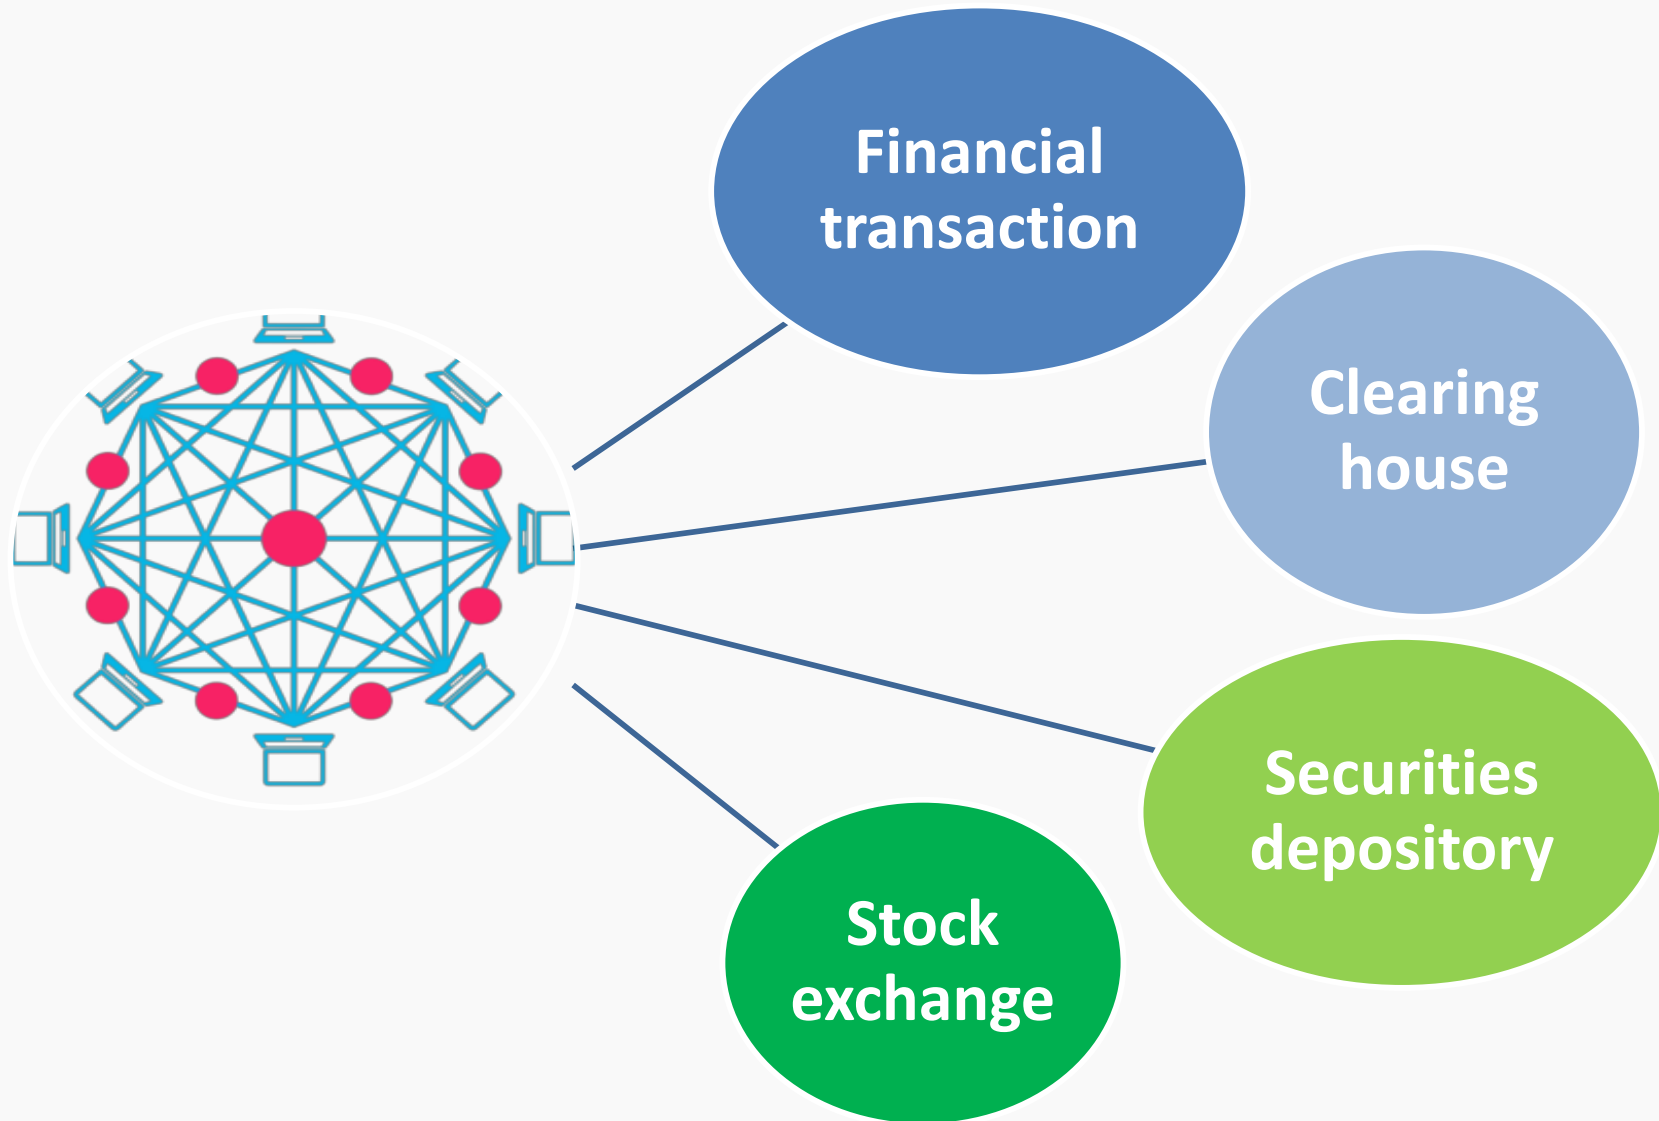 Financial
transaction
Clearing
house
Securities
depository
Stock
exchange